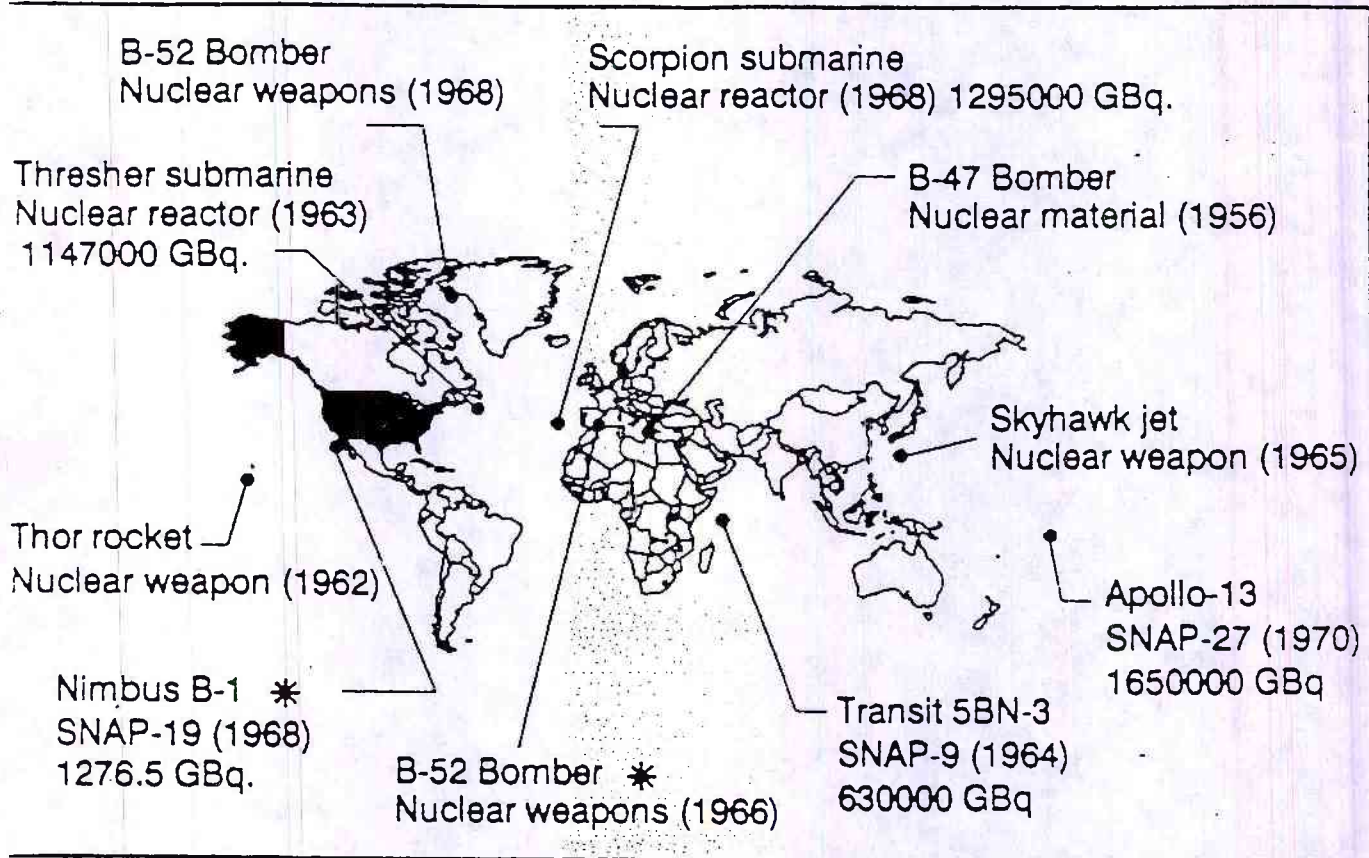 B-52 Bomber
Nuclear weapons (1968)
Scorpion submarine
Nuclear reactor (1968) 1295000 GBq.
Thresher submarine
Nuclear reactor (1963)
1147000 GBq.
B-47 Bomber
Nuclear material (1956)
Skyhawk jet
Nuclear weapon (1965)
Thor rocket
Nuclear weapon (1962)
Apollo-13
SNAP-27 (1970)
1650000 GBq
Nimbus B-1 *
SNAP-19 (1968)
1276.5 GBq.
B-52 Bomber *
Nuclear weapons (1966)
Transit 5BN-3
SNAP-9 (1964)
630000 GBq